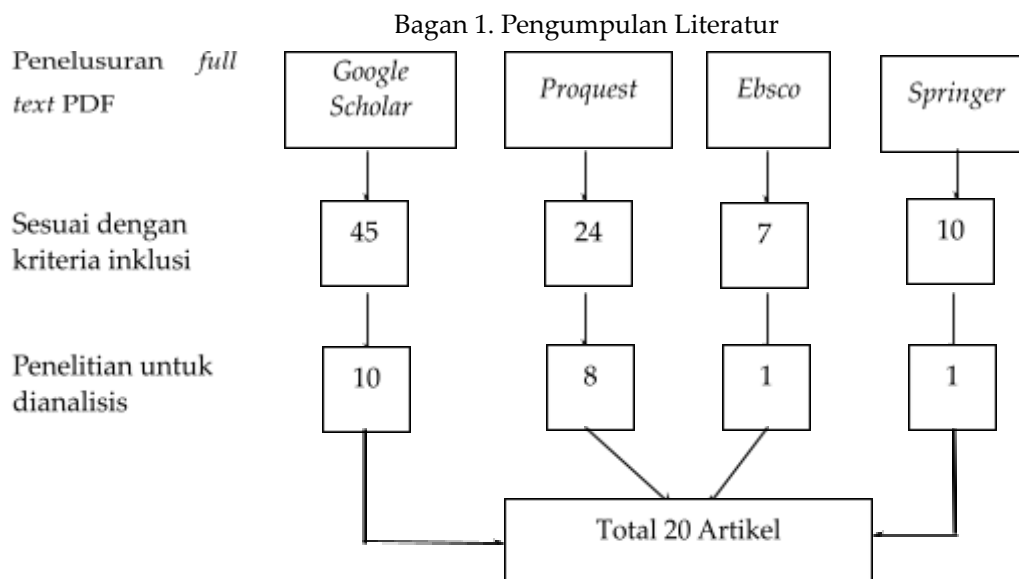 Bagan 1. Pengumpulan Literatur
Penelusuran full
text PDF
Google
Scholar
Proquest
Ebsco
Springer
Sesuai dengan
kriteria inklusi
45
24
7
10
Penelitian untuk
dianalisis
10
8
1
1
Total 20 Artikel